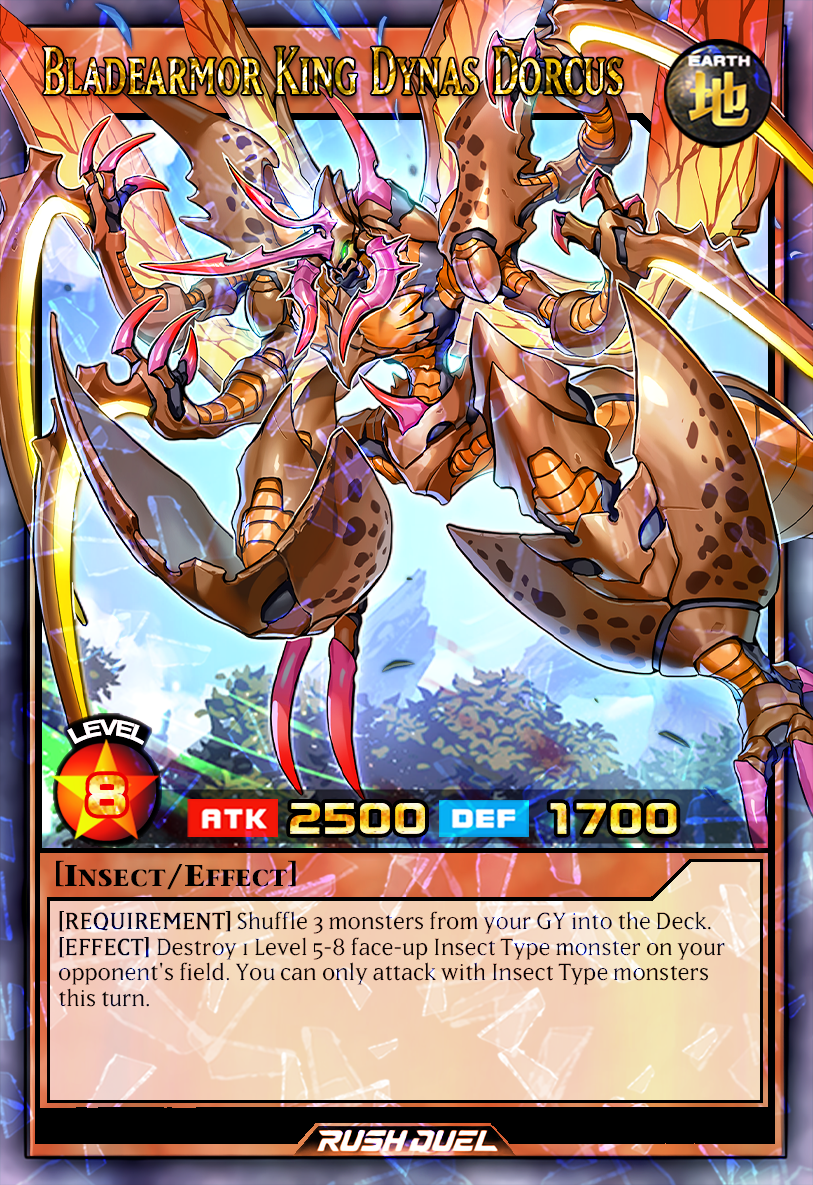 Bladearmor King Dynas Dorcus
EARTH
地
LEVEL
8
ATK 2500 DEF 1700
[Insect/Effect]
[REQUIREMENT] Shuffle 3 monsters from your GY into the Deck.
[EFFECT] Destroy 1 Level 5-8 face-up Insect Type monster on your
opponent's field. You can only attack with Insect Type monsters
this turn.
RUSH DUEL